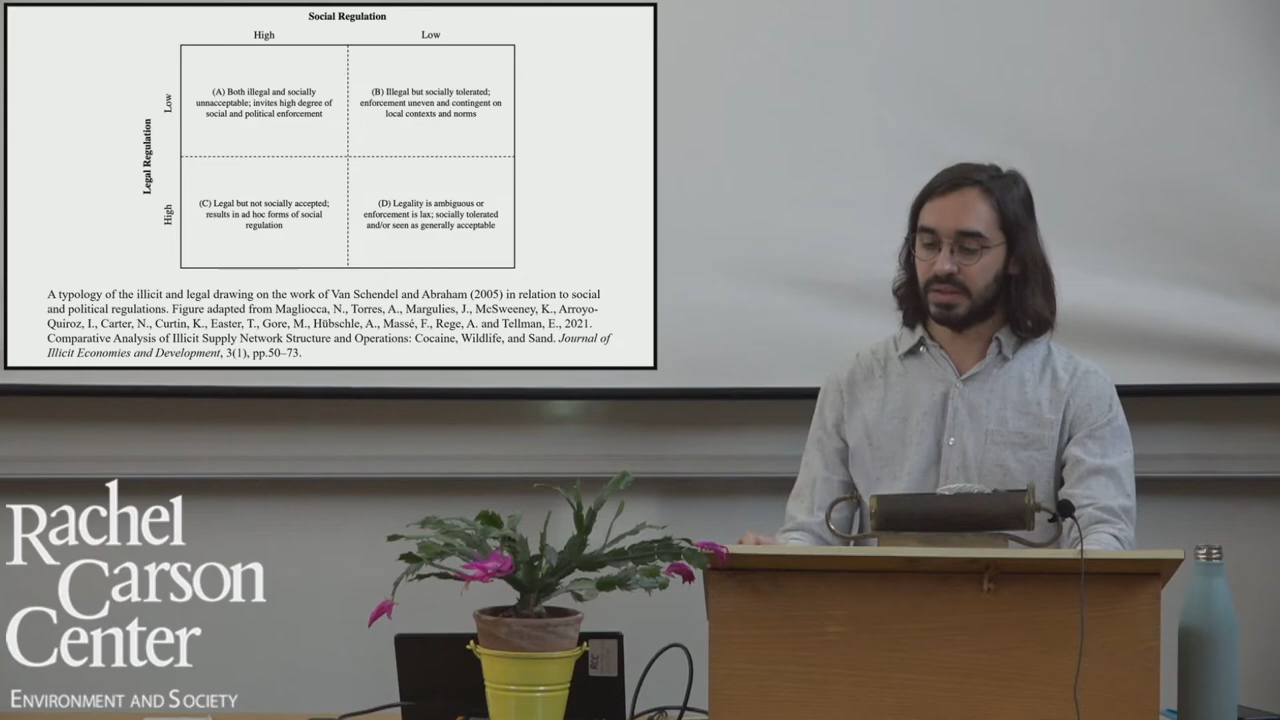 Social Regulation
High
Low
Legal Regulation
Low
High
(A) Both illegal and socially
unnacceptable; invites high degree of
social and political enforcement
(B) Illegal but socially tolerated;
enforcement uneven and contingent on
local contexts and norms
(C) Legal but not socially accepted;
results in ad hoc forms of social
regulation
(D) Legality is ambiguous or
enforcement is lax; socially tolerated
and/or seen as generally acceptable
A typology of the illicit and legal drawing on the work of Van Schendel and Abraham (2005) in relation to social
and political regulations. Figure adapted from Magliocca, N., Torres, A., Margulies, J., McSweeney, K., Arroyo-
Quiroz, I., Carter, N., Curtin, K., Easter, T., Gore, M., Hübschle, A., Massé, F., Rege, A. and Tellman, E., 2021.
Comparative Analysis of Illicit Supply Network Structure and Operations: Cocaine, Wildlife, and Sand. Journal of
Illicit Economies and Development, 3(1), pp.50–73.
Rachel
Carson
Center
ENVIRONMENT AND SOCIETY
RCC